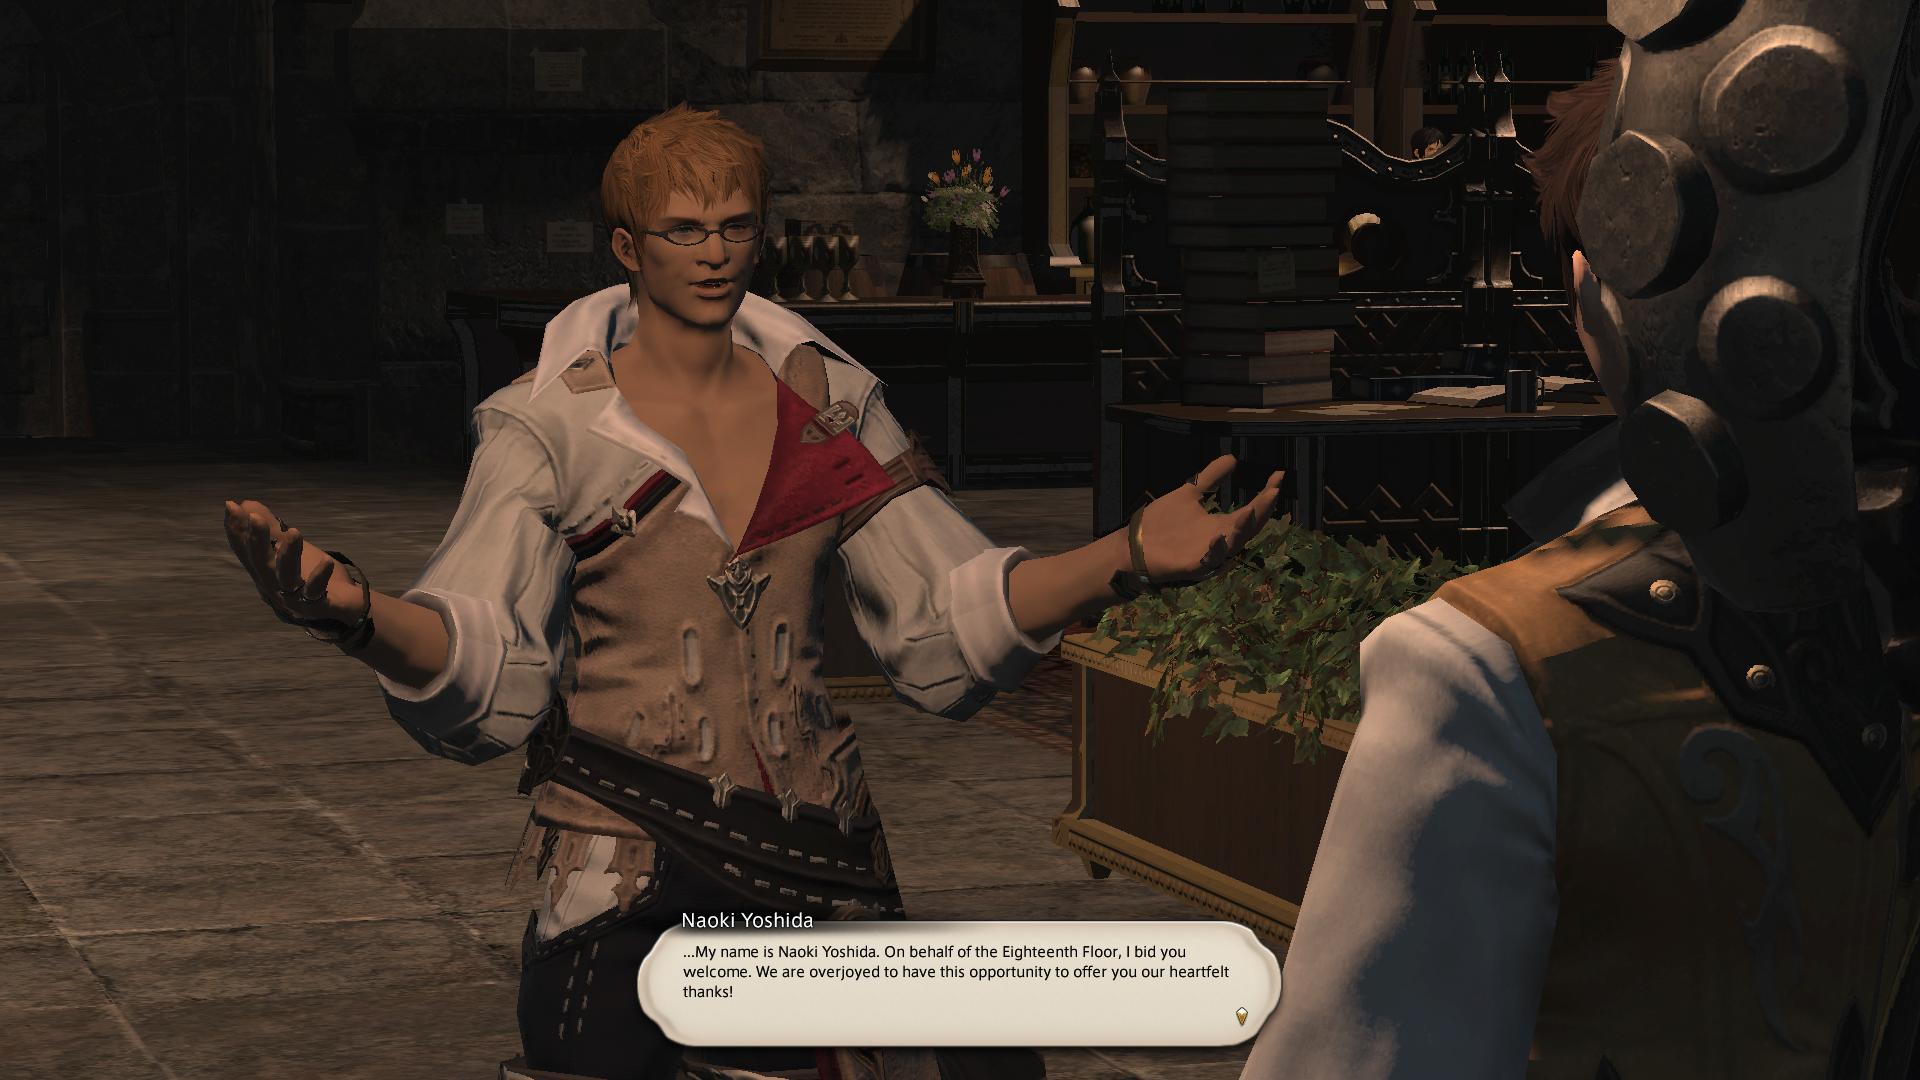 Naoki Yoshida
...My name is Naoki Yoshida. On behalf of the Eighteenth Floor, I bid you
welcome. We are overjoyed to have this opportunity to offer you our heartfelt
thanks!